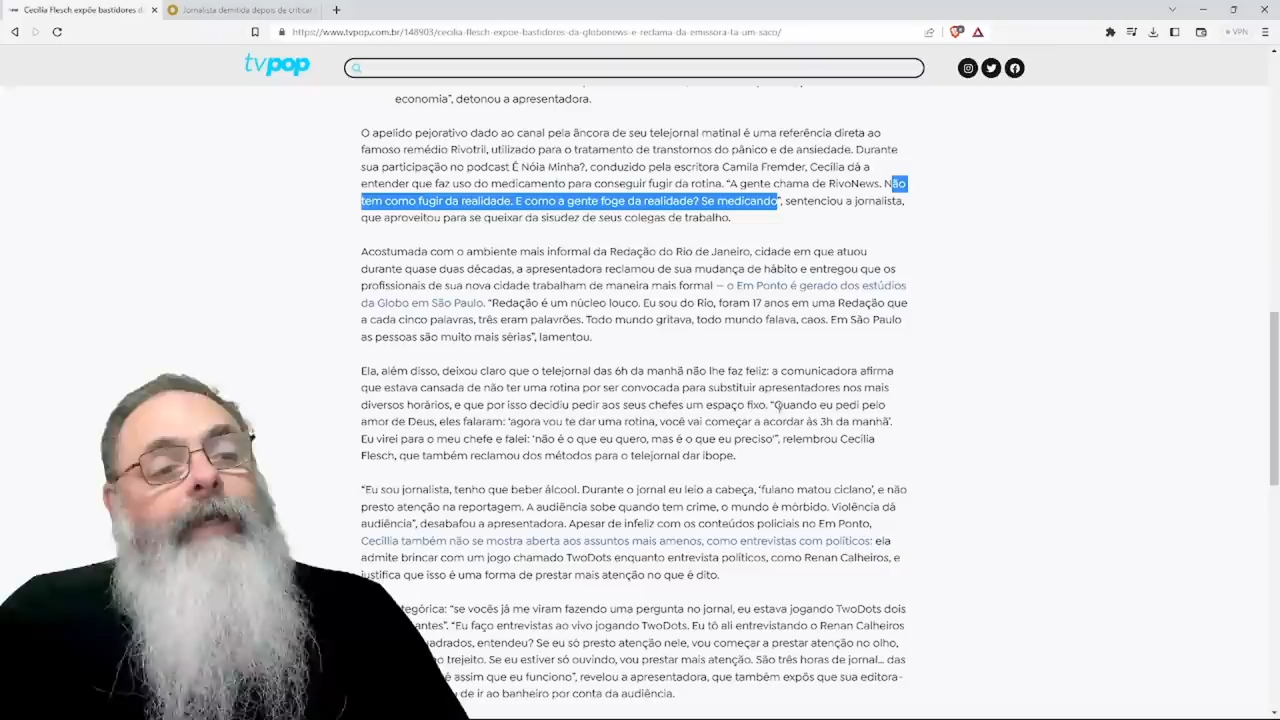 Cecília Flesch expõe bastidores d
Jornalista demitida depois de criticar
https://www.tvpop.com.br/148903/cecilia-flesch-expoe-bastidores-da-globonews-e-reclama-da-emissora-ta-um-saco/
VPN
tvpop
economia”, detonou a apresentadora.
O apelido pejorativo dado ao canal pela âncora de seu telejornal matinal é uma referência direta ao
famoso remédio Rivotril, utilizado para o tratamento de transtornos do pânico e de ansiedade. Durante
sua participação no podcast É Nóia Minha?, conduzido pela escritora Camila Fremder, Cecília dá a
entender que faz uso do medicamento para conseguir fugir da rotina. “A gente chama de RivoNews. Não
tem como fugir da realidade. E como a gente foge da realidade? Se medicando”, sentenciou a jornalista,
que aproveitou para se queixar da sisudez de seus colegas de trabalho.
Acostumada com o ambiente mais informal da Redação do Rio de Janeiro, cidade em que atuou
durante quase duas décadas, a apresentadora reclamou de sua mudança de hábito e entregou que os
profissionais de sua nova cidade trabalham de maneira mais formal — o Em Ponto é gerado dos estúdios
da Globo em São Paulo. “Redação é um núcleo louco. Eu sou do Rio, foram 17 anos em uma Redação que
a cada cinco palavras, três eram palavrões. Todo mundo gritava, todo mundo falava, caos. Em São Paulo
as pessoas são muito mais sérias”, lamentou.
Ela, além disso, deixou claro que o telejornal das 6h da manhã não lhe faz feliz: a comunicadora afirma
que estava cansada de não ter uma rotina por ser convocada para substituir apresentadores nos mais
diversos horários, e que por isso decidiu pedir aos seus chefes um espaço fixo. “Quando eu pedi pelo
amor de Deus, eles falaram: ‘agora vou te dar uma rotina, você vai começar a acordar às 3h da manhã’.
Eu virei para o meu chefe e falei: ‘não é o que eu quero, mas é o que eu preciso’”, relembrou Cecília
Flesch, que também reclamou dos métodos para o telejornal dar ibope.
“Eu sou jornalista, tenho que beber álcool. Durante o jornal eu leio a cabeça, ‘fulano matou ciclano’, e não
presto atenção na reportagem. A audiência sobe quando tem crime, o mundo é mórbido. Violência dá
audiência”, desabafou a apresentadora. Apesar de infeliz com os conteúdos policiais no Em Ponto,
Cecíllia também não se mostra aberta aos assuntos mais amenos, como entrevistas com políticos: ela
admite brincar com um jogo chamado TwoDots enquanto entrevista políticos, como Renan Calheiros, e
justifica que isso é uma forma de prestar mais atenção no que é dito.
tegórica: “se vocês já me viram fazendo uma pergunta no jornal, eu estava jogando TwoDots dois
antes”. “Eu faço entrevistas ao vivo jogando TwoDots. Eu tô ali entrevistando o Renan Calheiros
quadrados, entendeu? Se eu só presto atenção nele, vou começar a prestar atenção no olho,
o trejeito. Se eu estiver só ouvindo, vou prestar mais atenção. São três horas de jornal… das
é assim que eu funciono”, revelou a apresentadora, que também expôs que sua editora-
de ir ao banheiro por conta da audiência.